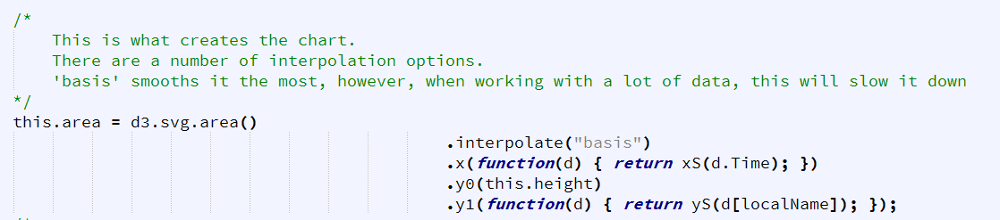 /*
This is what creates the chart.
There are a number of interpolation options.
'basis' smooths it the most, however, when working with a lot of data, this will slow it down
*/
this.area = d3.svg.area()
.interpolate("basis")
.x(function(d) { return xS(d.Time); })
.y0(this.height)
.y1(function(d) { return yS(d[localName]); });